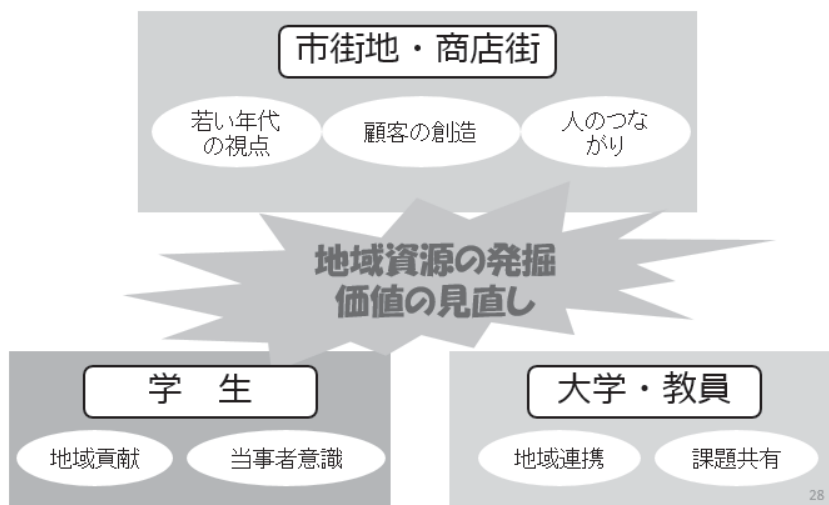 市街地・商店街
若い年代
の視点
顧客の創造
人のつな
がり
地域資源の発掘
価値の見直し
学　生
地域貢献
当事者意識
大学・教員
地域連携
課題共有
28